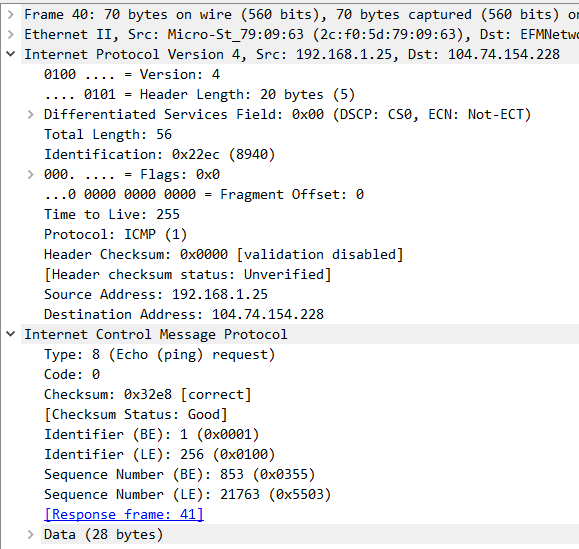 Frame 40: 70 bytes on wire (560 bits), 70 bytes captured (560 bits) on
Ethernet II, Src: Micro-St_79:09:63 (2c:f0:5d:79:09:63), Dst: EFMNetwo
Internet Protocol Version 4, Src: 192.168.1.25, Dst: 104.74.154.228
0100 .... = Version: 4
.... 0101 = Header Length: 20 bytes (5)
Differentiated Services Field: 0x00 (DSCP: CS0, ECN: Not-ECT)
Total Length: 56
Identification: 0x22ec (8940)
000. .... = Flags: 0x0
...0 0000 0000 0000 = Fragment Offset: 0
Time to Live: 255
Protocol: ICMP (1)
Header Checksum: 0x0000 [validation disabled]
[Header checksum status: Unverified]
Source Address: 192.168.1.25
Destination Address: 104.74.154.228
Internet Control Message Protocol
Type: 8 (Echo (ping) request)
Code: 0
Checksum: 0x32e8 [correct]
[Checksum Status: Good]
Identifier (BE): 1 (0x0001)
Identifier (LE): 256 (0x0100)
Sequence Number (BE): 853 (0x0355)
Sequence Number (LE): 21763 (0x5503)
[Response frame: 41]
Data (28 bytes)